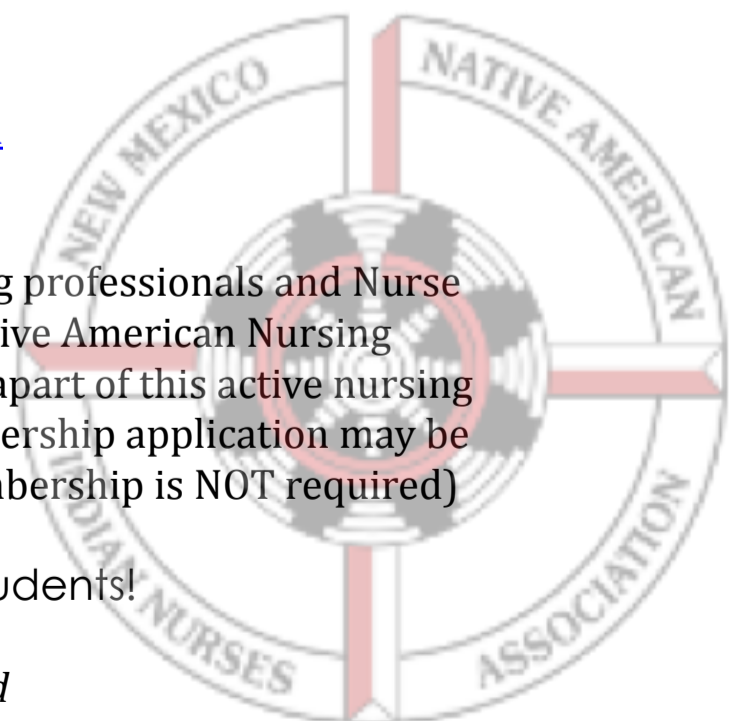 NEW MEXICO
NATIVE AMERICAN
INDIAN NURSES
ASSOCIATION
g professionals and Nurse
ive American Nursing
apart of this active nursing
ership application may be
nbership is NOT required)
udents!
d